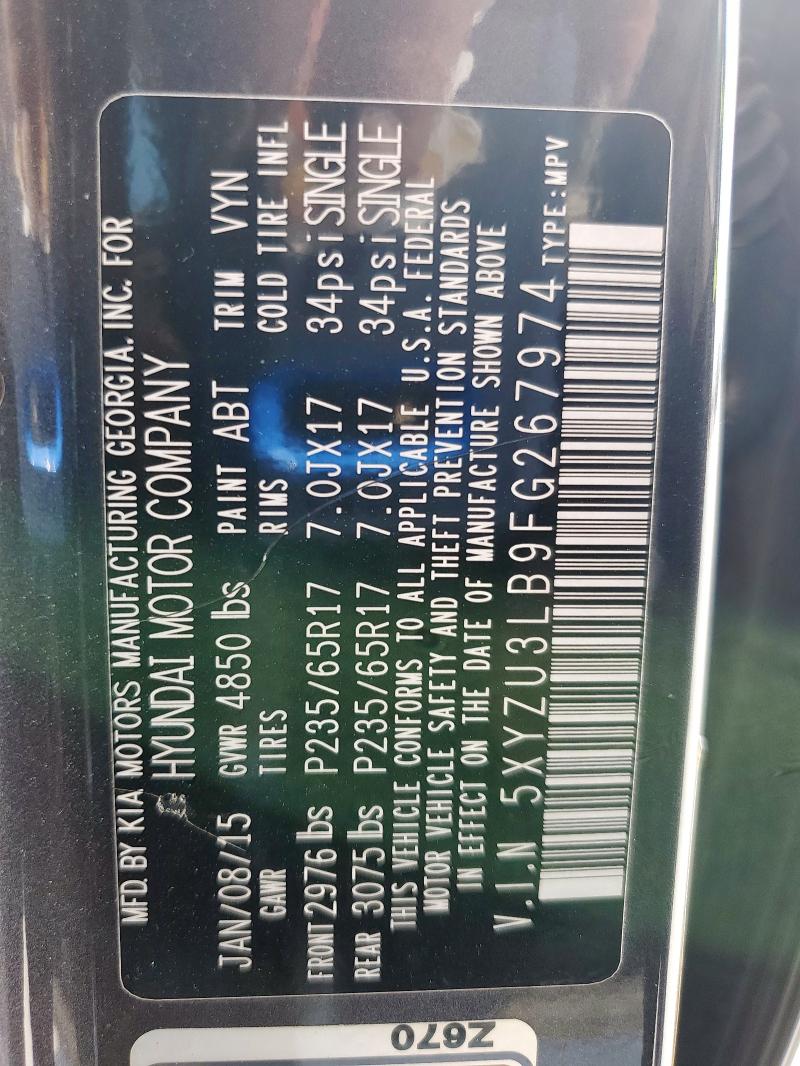 MFD. BY KIA MOTORS MANUFACTURING GEORGIA. INC. FOR
HYUNDAI MOTOR COMPANY
JAN/08/15 GVWR 4850 lbs PAINT ABT TRIM VYN
GAWR TIRES RIMS COLD TIRE INFL
FRONT 2976 lbs P235/65R17 7.0JX17 34psi SINGLE
REAR 3075 lbs P235/65R17 7.0JX17 34psi SINGLE
THIS VEHICLE CONFORMS TO ALL APPLICABLE U.S.A. FEDERAL
MOTOR VEHICLE SAFETY AND THEFT PREVENTION STANDARDS
IN EFFECT ON THE DATE OF MANUFACTURE SHOWN ABOVE
V.I.N 5XYZU3LB9FG267974 TYPE:MPV
Z670